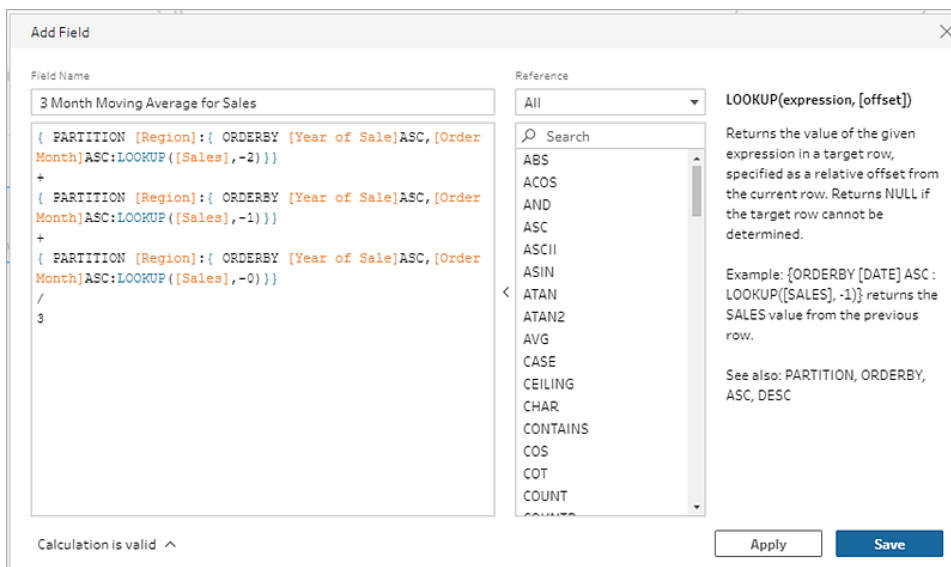 Add Field
Field Name
3 Month Moving Average for Sales
{ PARTITION [Region]:{ ORDERBY [Year of Sale]ASC,[Order
Month]ASC:LOOKUP([Sales],-2)}}
+
{ PARTITION [Region]:{ ORDERBY [Year of Sale]ASC,[Order
Month]ASC:LOOKUP([Sales],-1)}}
+
{ PARTITION [Region]:{ ORDERBY [Year of Sale]ASC,[Order
Month]ASC:LOOKUP([Sales],-0)}}
/
3
Calculation is valid
Reference
All
Search
ABS
ACOS
AND
ASC
ASCII
ASIN
ATAN
ATAN2
AVG
CASE
CEILING
CHAR
CONTAINS
COS
COT
COUNT
COUNTD
LOOKUP(expression, [offset])
Returns the value of the given
expression in a target row,
specified as a relative offset from
the current row. Returns NULL if
the target row cannot be
determined.
Example: {ORDERBY [DATE] ASC :
LOOKUP([SALES], -1)} returns the
SALES value from the previous
row.
See also: PARTITION, ORDERBY,
ASC, DESC
Apply
Save